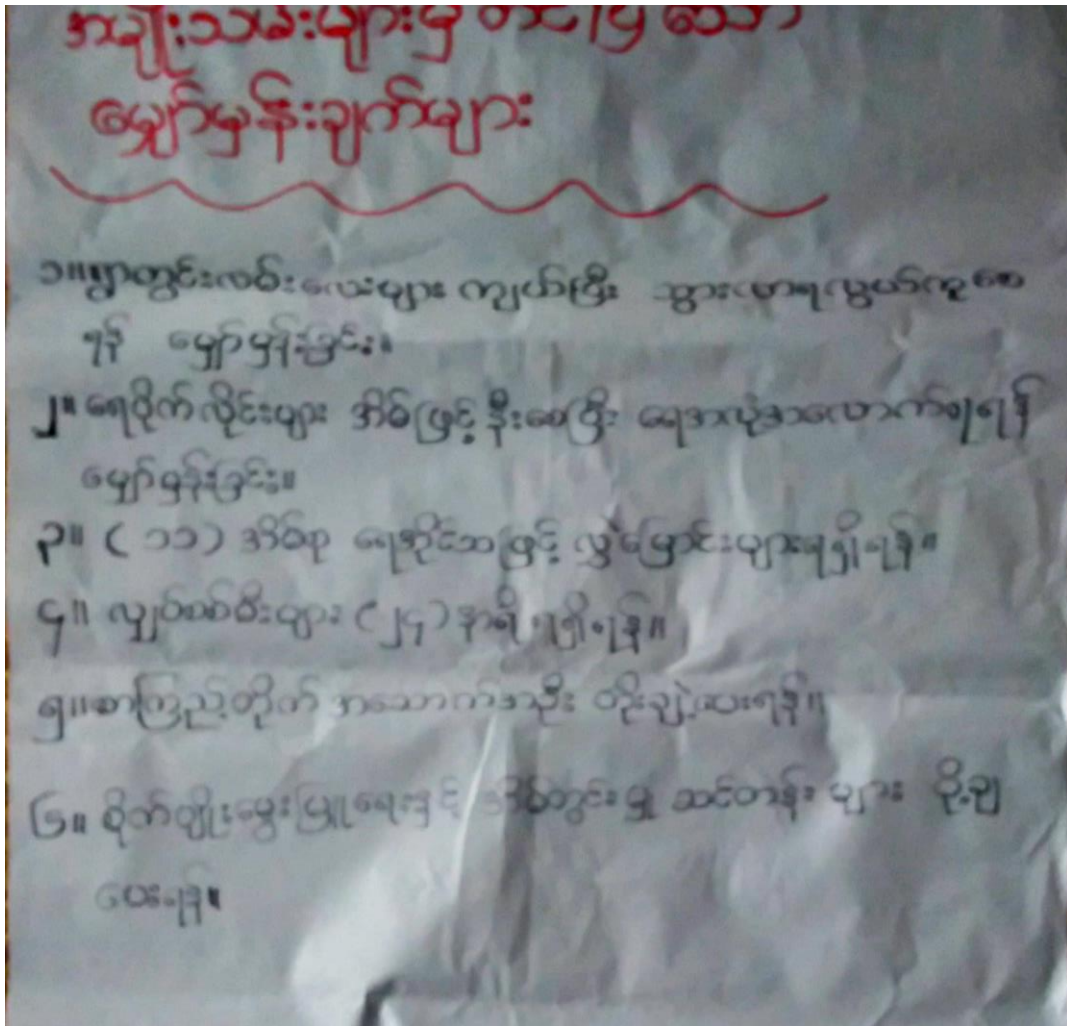 အမျိုးသမီးများမှ တင်ပြသော
မျှော်မှန်းချက်များ
၁။ရွာတွင်းလမ်းလေးများ ကျယ်ပြီး သွားလာရလွယ်ကူစေ
ရန် မျှော်မှန်းခြင်း။
၂။ ရေပိုက်လိုင်းများ အိမ်ဖြင့်နီးစေပြီး ရေအလုံအလောက်ရရန်
မျှော်မှန်းခြင်း။
၃။ (၁၁) အိမ်စု ရေအိုင်သဖြင့် လွှဲမြောင်းများရရှိရန်။
၄။ လျှပ်စစ်မီးများ (၂၄) နာရီ ရရှိရန်။
၅။စာကြည့်တိုက် အဆောက်အဦး တိုးချဲ့ပေးရန်။
၆။ စိုက်ပျိုးမွေးမြူရေးနှင့် အိမ်တွင်းမှု သင်တန်း များ ပို့ချ
ပေးရန်။